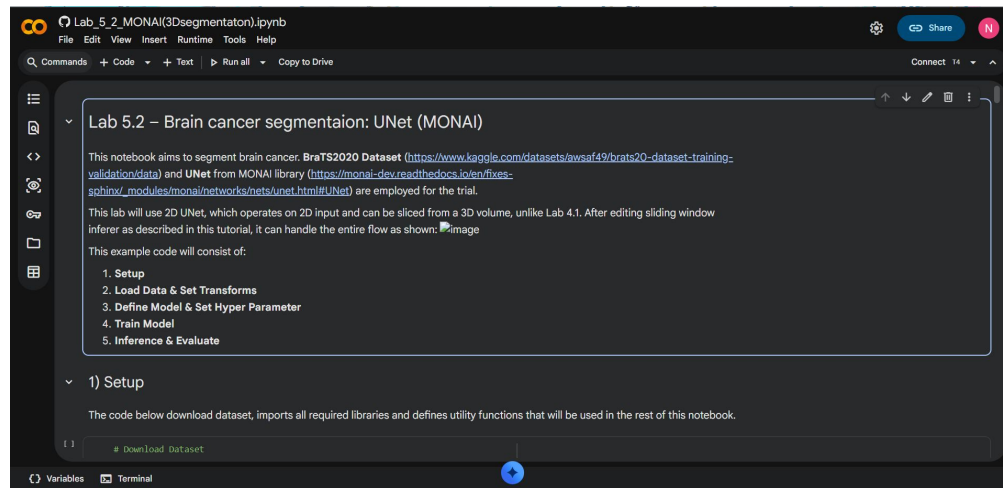 Lab_5_2_MONAI(3Dsegmentaton).ipynb
File Edit View Insert Runtime Tools Help
Share
N
Commands + Code + Text Run all Copy to Drive
Connect T4
Lab 5.2 – Brain cancer segmentaion: UNet (MONAI)
This notebook aims to segment brain cancer. BraTS2020 Dataset (https://www.kaggle.com/datasets/awsaf49/brats20-dataset-training-
validation/data) and UNet from MONAI library (https://monai-dev.readthedocs.io/en/fixes-
sphinx/_modules/monai/networks/nets/unet.html#UNet) are employed for the trial.
This lab will use 2D UNet, which operates on 2D input and can be sliced from a 3D volume, unlike Lab 4.1. After editing sliding window
inferer as described in this tutorial, it can handle the entire flow as shown: image
This example code will consist of:
1. Setup
2. Load Data & Set Transforms
3. Define Model & Set Hyper Parameter
4. Train Model
5. Inference & Evaluate
1) Setup
The code below download dataset, imports all required libraries and defines utility functions that will be used in the rest of this notebook.
[ ] # Download Dataset
{} Variables Terminal